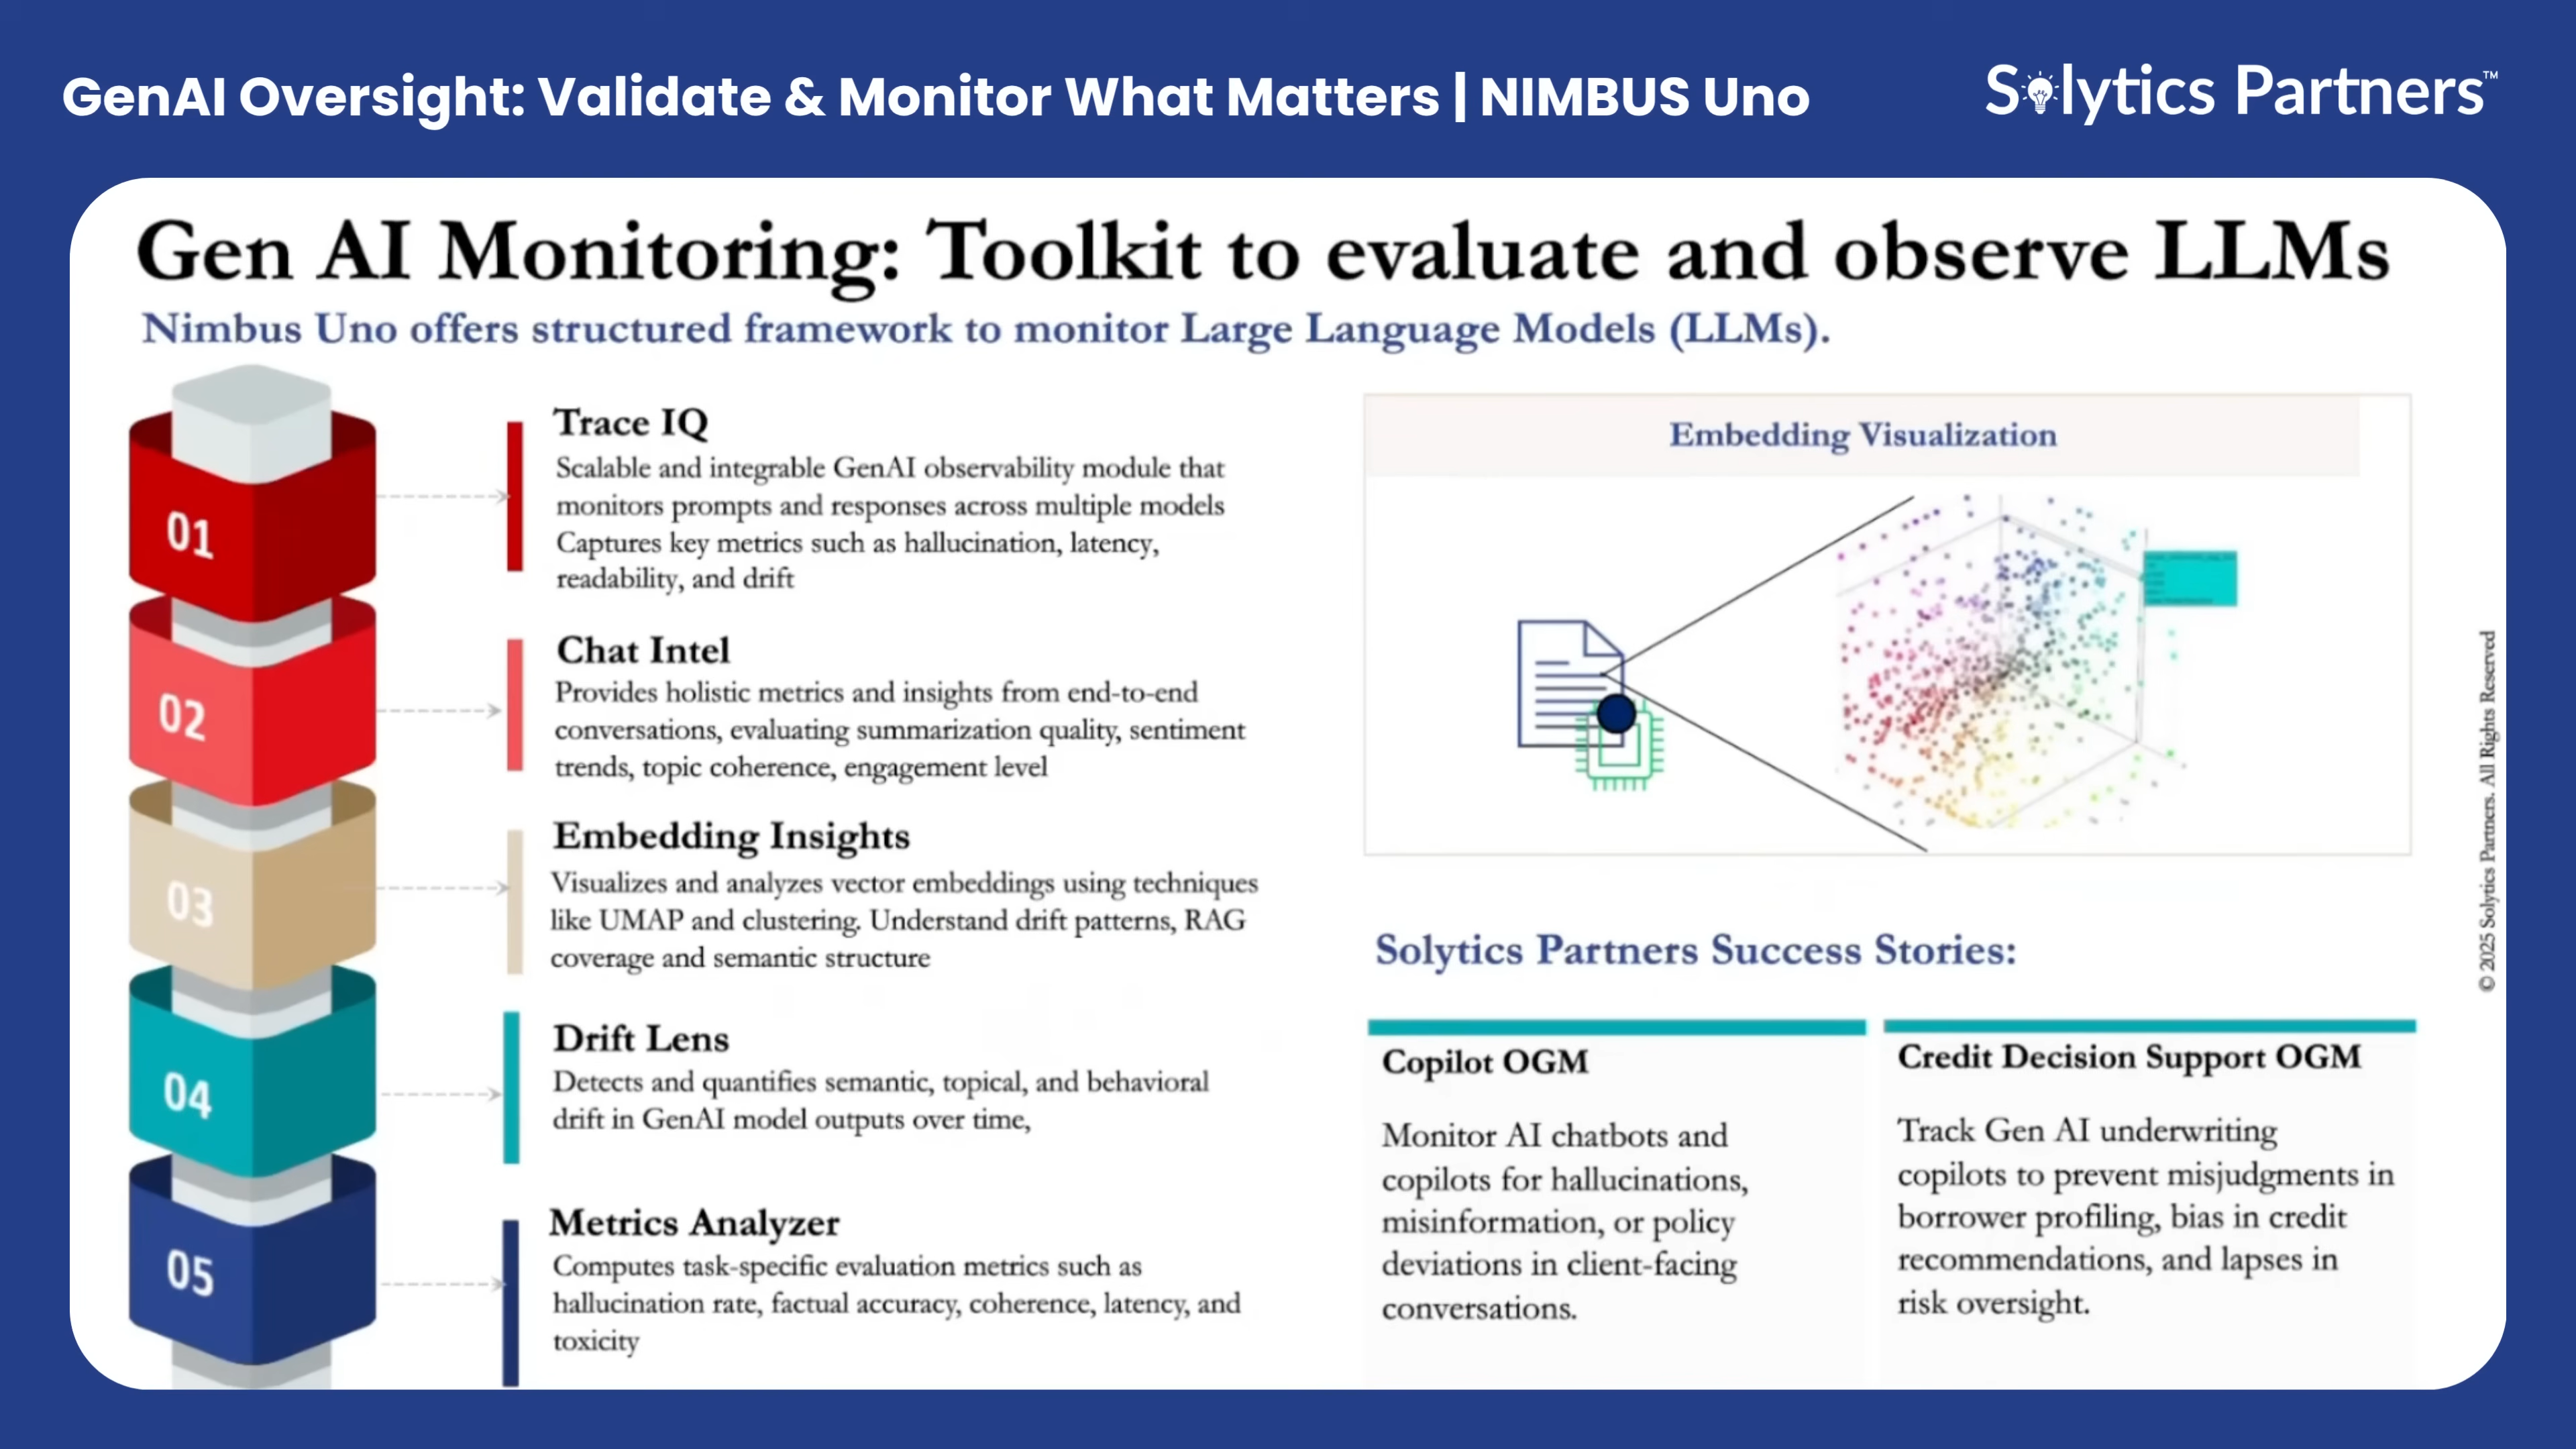 GenAI Oversight: Validate & Monitor What Matters | NIMBUS Uno
Solytics Partners™
Gen AI Monitoring: Toolkit to evaluate and observe LLMs
Nimbus Uno offers structured framework to monitor Large Language Models (LLMs).
01
Trace IQ
Scalable and integrable GenAI observability module that
monitors prompts and responses across multiple models
Captures key metrics such as hallucination, latency,
readability, and drift
02
Chat Intel
Provides holistic metrics and insights from end-to-end
conversations, evaluating summarization quality, sentiment
trends, topic coherence, engagement level
03
Embedding Insights
Visualizes and analyzes vector embeddings using techniques
like UMAP and clustering. Understand drift patterns, RAG
coverage and semantic structure
04
Drift Lens
Detects and quantifies semantic, topical, and behavioral
drift in GenAI model outputs over time,
05
Metrics Analyzer
Computes task-specific evaluation metrics such as
hallucination rate, factual accuracy, coherence, latency, and
toxicity
Embedding Visualization
Solytics Partners Success Stories:
Copilot OGM
Monitor AI chatbots and
copilots for hallucinations,
misinformation, or policy
deviations in client-facing
conversations.
Credit Decision Support OGM
Track Gen AI underwriting
copilots to prevent misjudgments in
borrower profiling, bias in credit
recommendations, and lapses in
risk oversight.
© 2025 Solytics Partners. All Rights Reserved